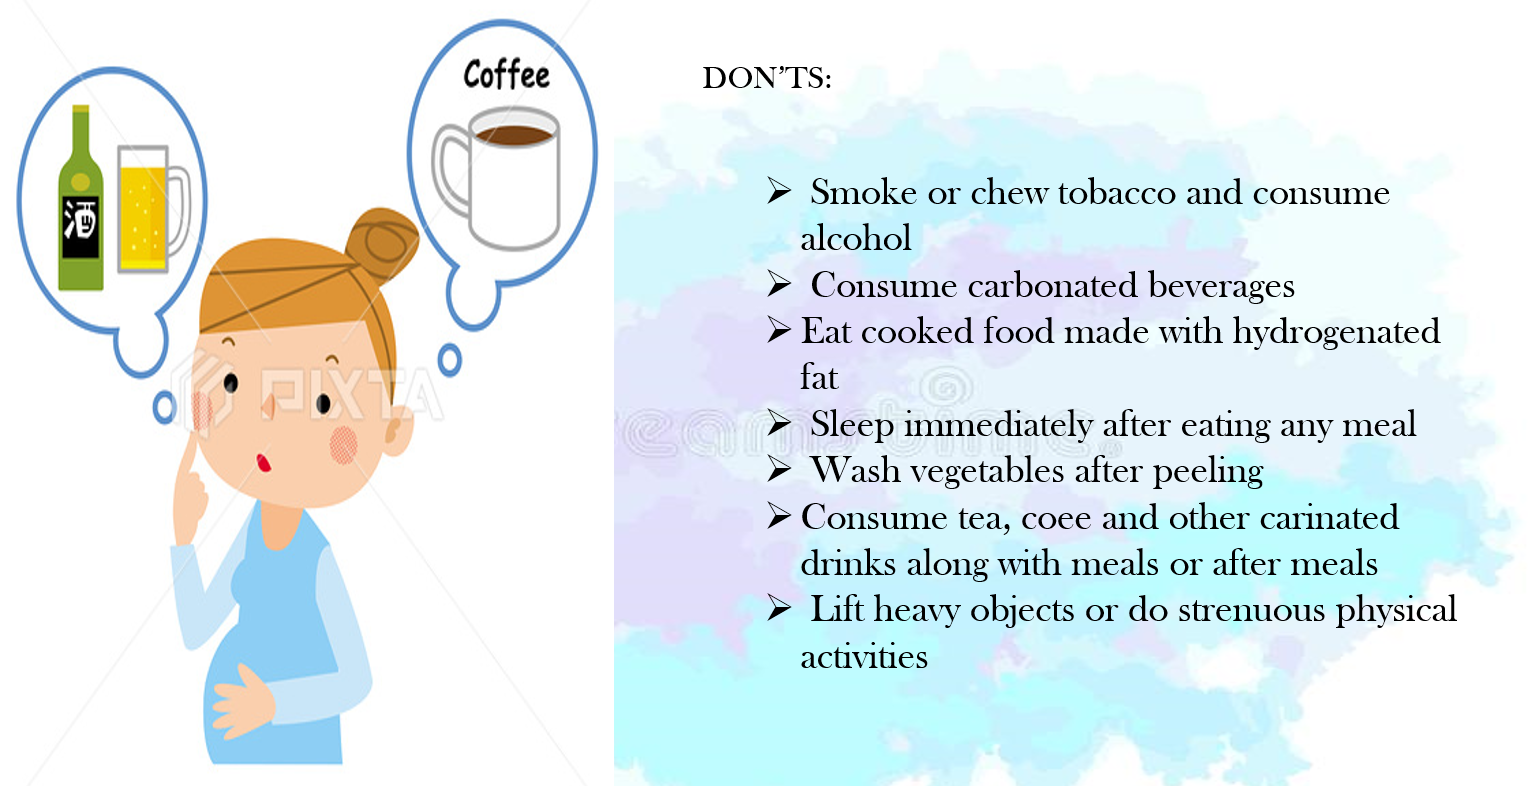 Coffee
酒
PIXTA
DON’TS:
➢ Smoke or chew tobacco and consume
alcohol
➢ Consume carbonated beverages
➢ Eat cooked food made with hydrogenated
fat
➢ Sleep immediately after eating any meal
➢ Wash vegetables after peeling
➢ Consume tea, coee and other carinated
drinks along with meals or after meals
➢ Lift heavy objects or do strenuous physical
activities